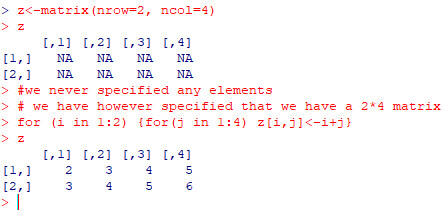 > z<-matrix(nrow=2, ncol=4)
> z
     [,1] [,2] [,3] [,4]
[1,]   NA   NA   NA   NA
[2,]   NA   NA   NA   NA
> #we never specified any elements
> # we have however specified that we have a 2*4 matrix
> for (i in 1:2) {for(j in 1:4) z[i,j]<-i+j}
> z
     [,1] [,2] [,3] [,4]
[1,]    2    3    4    5
[2,]    3    4    5    6
> |